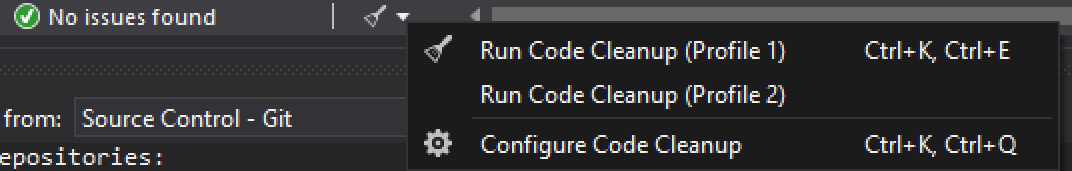 No issues found
Run Code Cleanup (Profile 1) Ctrl+K, Ctrl+E
Run Code Cleanup (Profile 2)
from: Source Control - Git
Configure Code Cleanup Ctrl+K, Ctrl+Q
epositories: